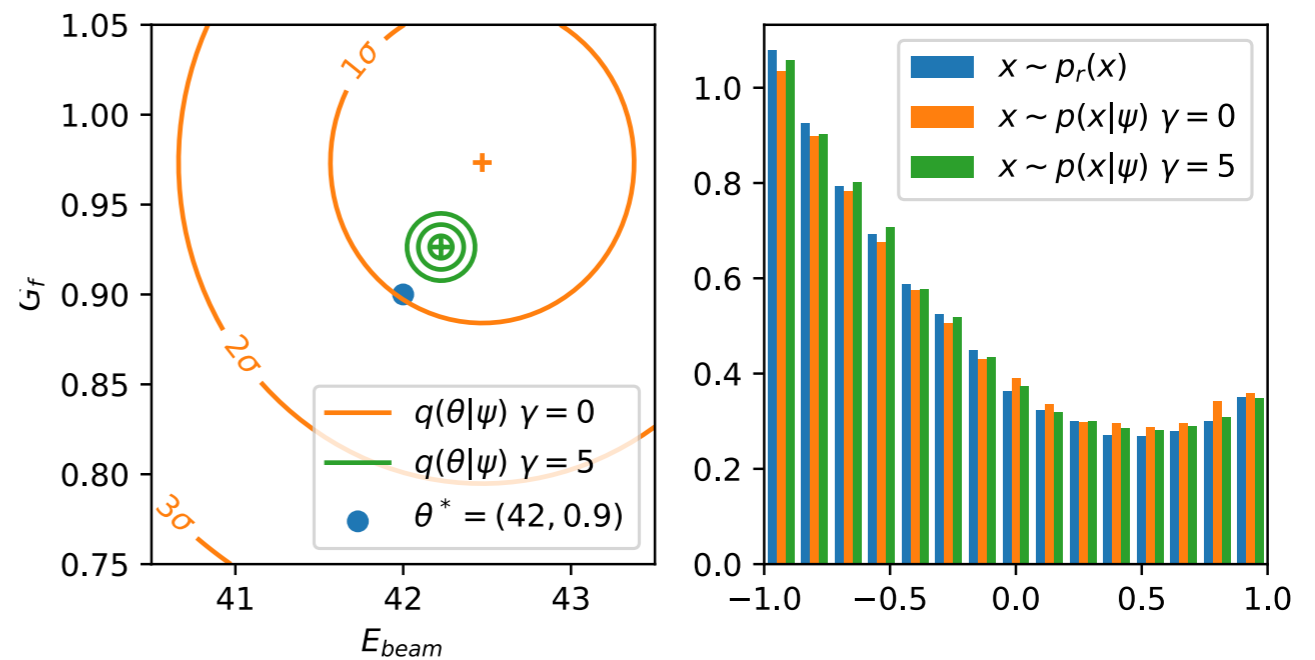 1.05
1.00
0.95
0.90
0.85
0.80
0.75
G_f
41
42
43
E_beam
1σ
2σ
3σ
q(θ|ψ) γ = 0
q(θ|ψ) γ = 5
θ* = (42, 0.9)
1.0
0.8
0.6
0.4
0.2
0.0
−1.0
−0.5
0.0
0.5
1.0
x ~ p_r(x)
x ~ p(x|ψ) γ = 0
x ~ p(x|ψ) γ = 5